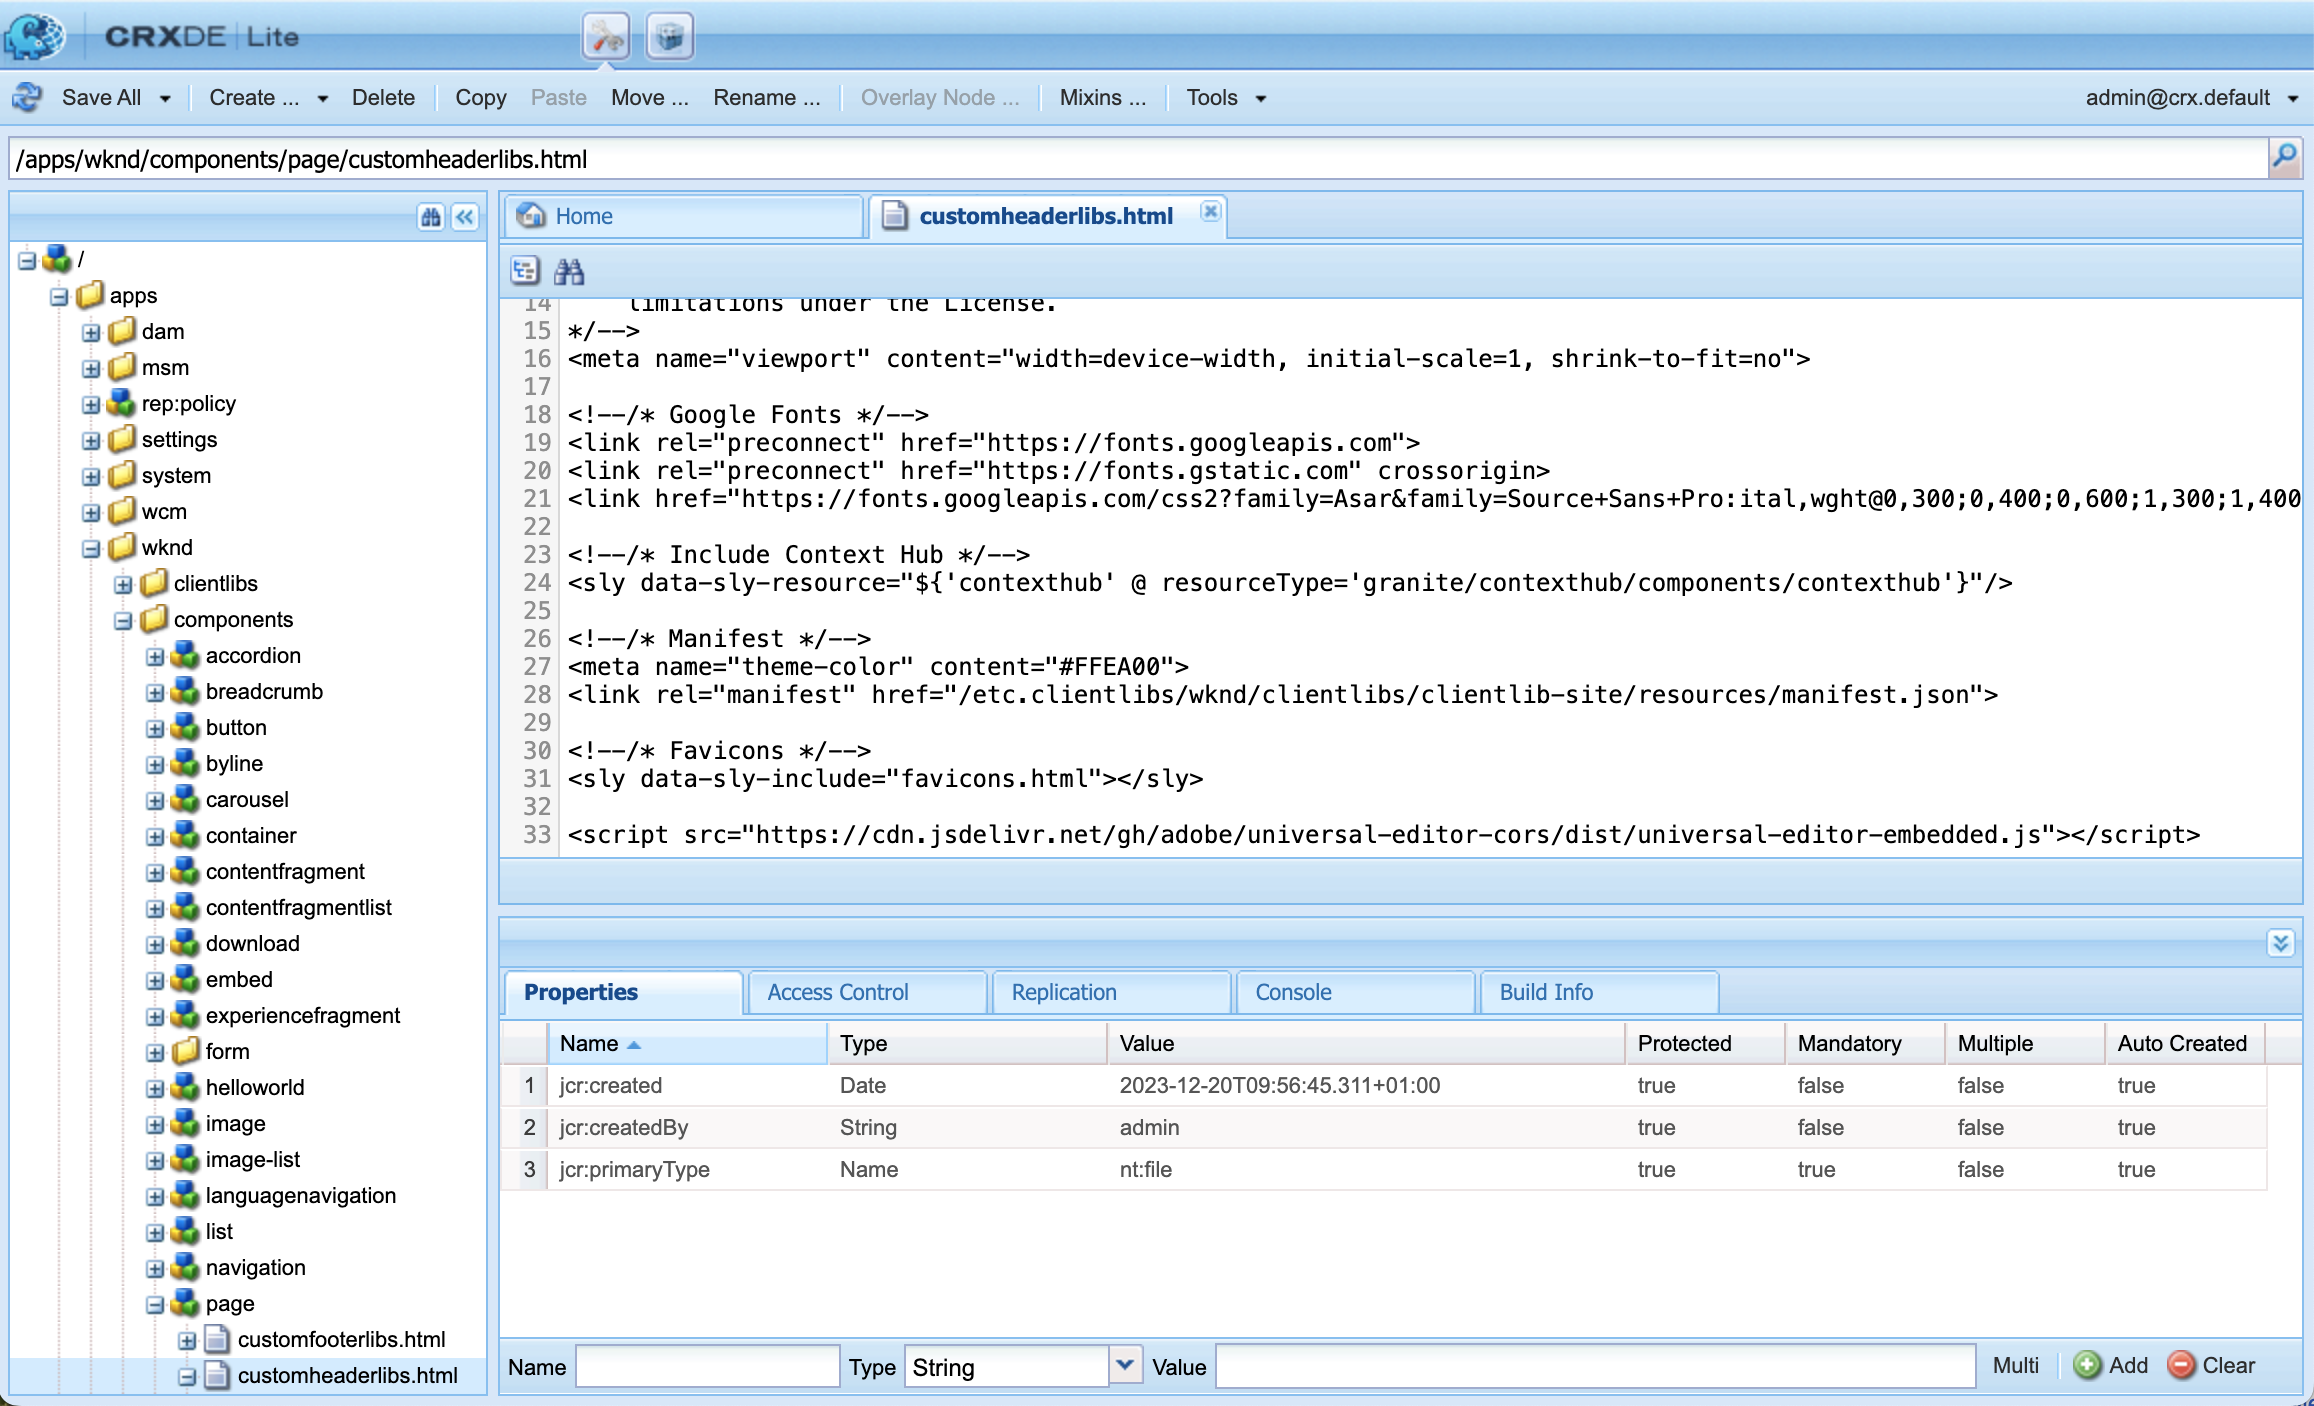 CRXDE | Lite
Save All
Create ...
Delete
Copy
Paste
Move ...
Rename ...
Overlay Node ...
Mixins ...
Tools
admin@crx.default
/apps/wknd/components/page/customheaderlibs.html
/
apps
dam
msm
rep:policy
settings
system
wcm
wknd
clientlibs
components
accordion
breadcrumb
button
byline
carousel
container
contentfragment
contentfragmentlist
download
embed
experiencefragment
form
helloworld
image
image-list
languagenavigation
list
navigation
page
customfooterlibs.html
customheaderlibs.html
Home
customheaderlibs.html
14 limitations under the License.
15 */-->
16 <meta name="viewport" content="width=device-width, initial-scale=1, shrink-to-fit=no">
17
18 <!--/* Google Fonts */-->
19 <link rel="preconnect" href="https://fonts.googleapis.com">
20 <link rel="preconnect" href="https://fonts.gstatic.com" crossorigin>
21 <link href="https://fonts.googleapis.com/css2?family=Asar&family=Source+Sans+Pro:ital,wght@0,300;0,400;0,600;1,300;1,400
22
23 <!--/* Include Context Hub */-->
24 <sly data-sly-resource="${'contexthub' @ resourceType='granite/contexthub/components/contexthub'}"/>
25
26 <!--/* Manifest */-->
27 <meta name="theme-color" content="#FFEA00">
28 <link rel="manifest" href="/etc.clientlibs/wknd/clientlibs/clientlib-site/resources/manifest.json">
29
30 <!--/* Favicons */-->
31 <sly data-sly-include="favicons.html"></sly>
32
33 <script src="https://cdn.jsdelivr.net/gh/adobe/universal-editor-cors/dist/universal-editor-embedded.js"></script>
Properties
Access Control
Replication
Console
Build Info
Name Type Value Protected Mandatory Multiple Auto Created
1 jcr:created Date 2023-12-20T09:56:45.311+01:00 true false false true
2 jcr:createdBy String admin true false false true
3 jcr:primaryType Name nt:file true true false true
Name Type String Value Multi Add Clear